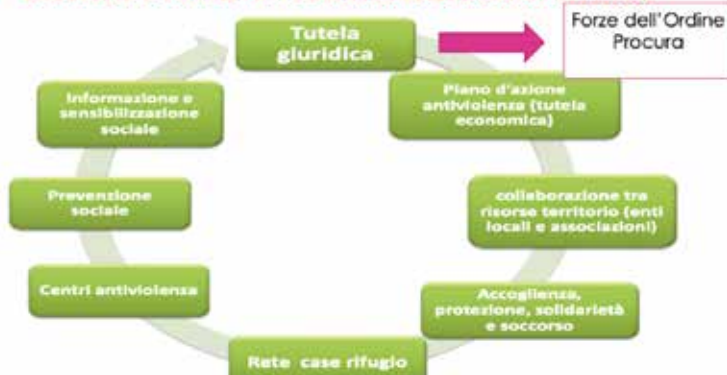 Tutela
giuridica
Forze dell'Ordine
Procura
Piano d'azione
antiviolenza (tutela
economica)
collaborazione tra
risorse territorio (enti
locali e associazioni)
Accoglienza,
protezione, solidarietà
e soccorso
Rete case rifugio
Centri antiviolenza
Prevenzione
sociale
Informazione e
sensibilizzazione
sociale